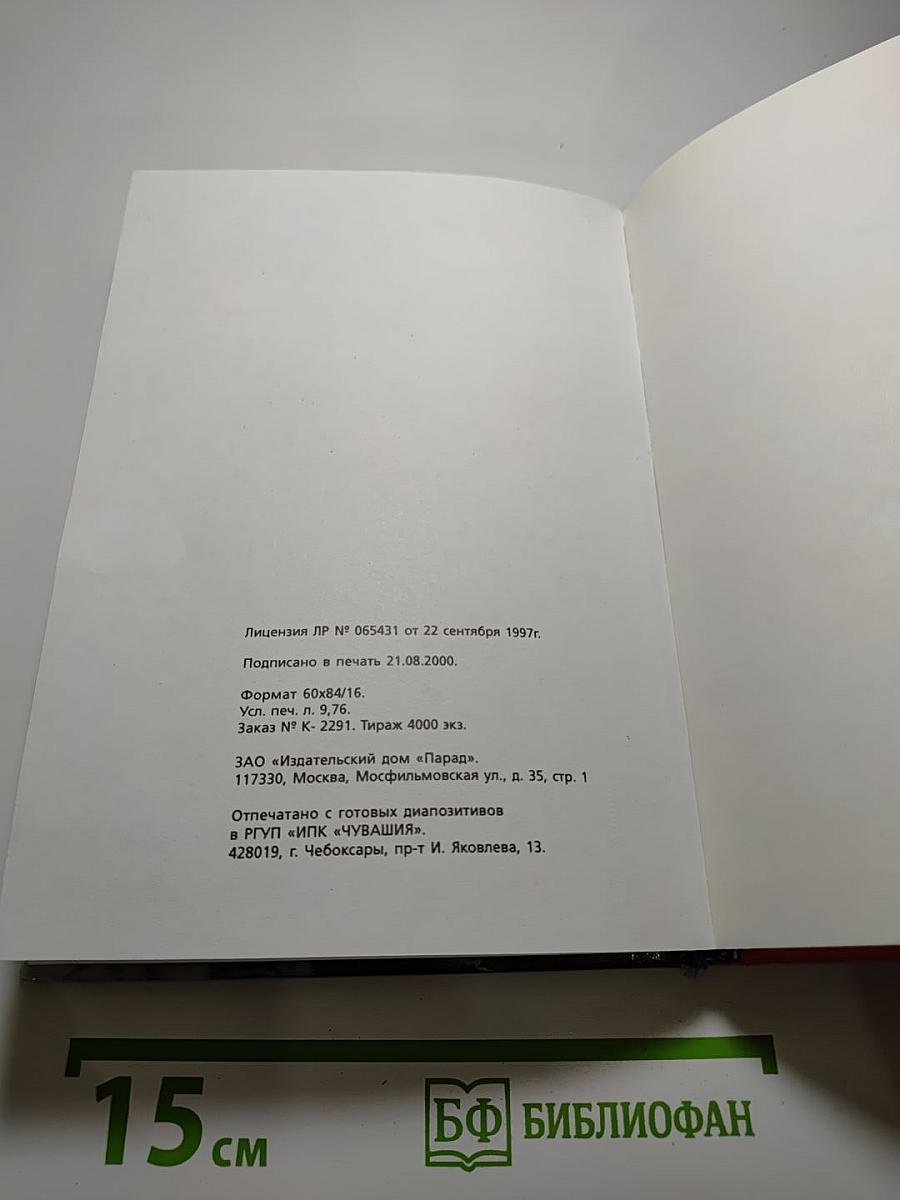 Лицензия ЛР № 065431 от 22 сентября 1997г.
Подписано в печать 21.08.2000.
Формат 60х84/16.
Усл. печ. л. 9,76.
Заказ № К- 2291. Тираж 4000 экз.
ЗАО «Издательский дом «Парад».
117330, Москва, Мосфильмовская ул., д. 35, стр. 1
Отпечатано с готовых диапозитивов
в РГУП «ИПК «ЧУВАШИЯ».
428019, г. Чебоксары, пр-т И. Яковлева, 13.
15 см
БФ БИБЛИОФАН